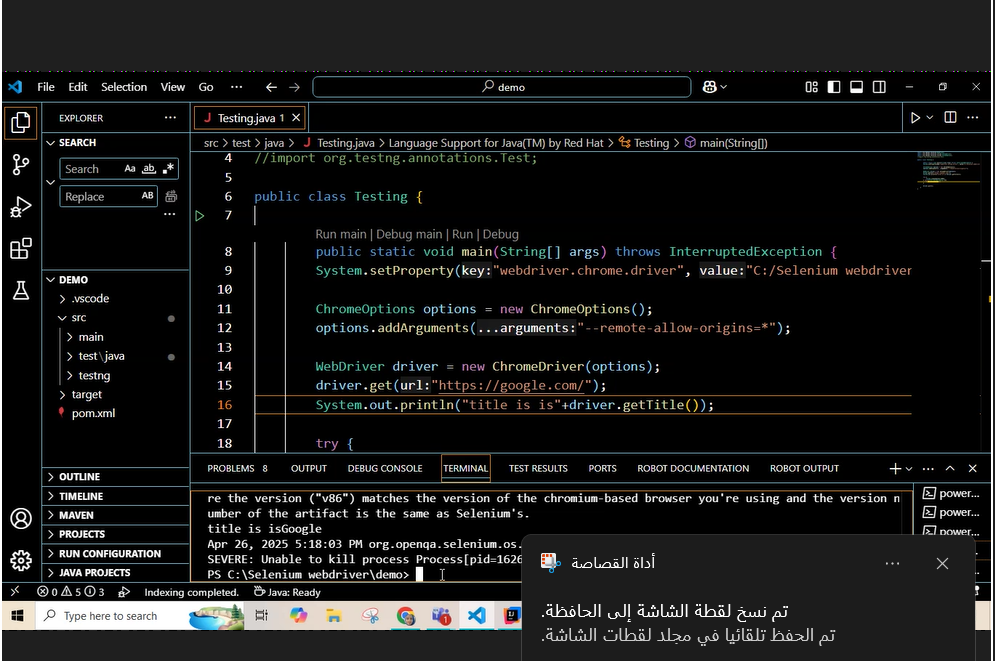 File Edit Selection View Go ··· demo
EXPLORER ···
SEARCH
Search Aa ab .*
Replace AB
···
DEMO
.vscode
src
main
test\java
testng
target
pom.xml
OUTLINE
TIMELINE
MAVEN
PROJECTS
RUN CONFIGURATION
JAVA PROJECTS
J Testing.java 1
src > test > java > J Testing.java > Language Support for Java(TM) by Red Hat > Testing > main(String[])
4 //import org.testng.annotations.Test;
5
6 public class Testing {
7
Run main | Debug main | Run | Debug
8 public static void main(String[] args) throws InterruptedException {
9 System.setProperty(key:"webdriver.chrome.driver", value:"C:/Selenium webdriver
10
11 ChromeOptions options = new ChromeOptions();
12 options.addArguments(...arguments:"--remote-allow-origins=*");
13
14 WebDriver driver = new ChromeDriver(options);
15 driver.get(url:"https://google.com/");
16 System.out.println("title is is"+driver.getTitle());
17
18 try {
PROBLEMS 8 OUTPUT DEBUG CONSOLE TERMINAL TEST RESULTS PORTS ROBOT DOCUMENTATION ROBOT OUTPUT
re the version ("v86") matches the version of the chromium-based browser you're using and the version n
umber of the artifact is the same as Selenium's.
title is isGoogle
Apr 26, 2025 5:18:03 PM org.openqa.selenium.os.
SEVERE: Unable to kill process Process[pid=1626
PS C:\Selenium webdriver\demo>
power...
power...
power...
أداة القصاصة
تم نسخ لقطة الشاشة إلى الحافظة.
تم الحفظ تلقائيا في مجلد لقطات الشاشة.
0 5 3 Indexing completed. Java: Ready
Type here to search